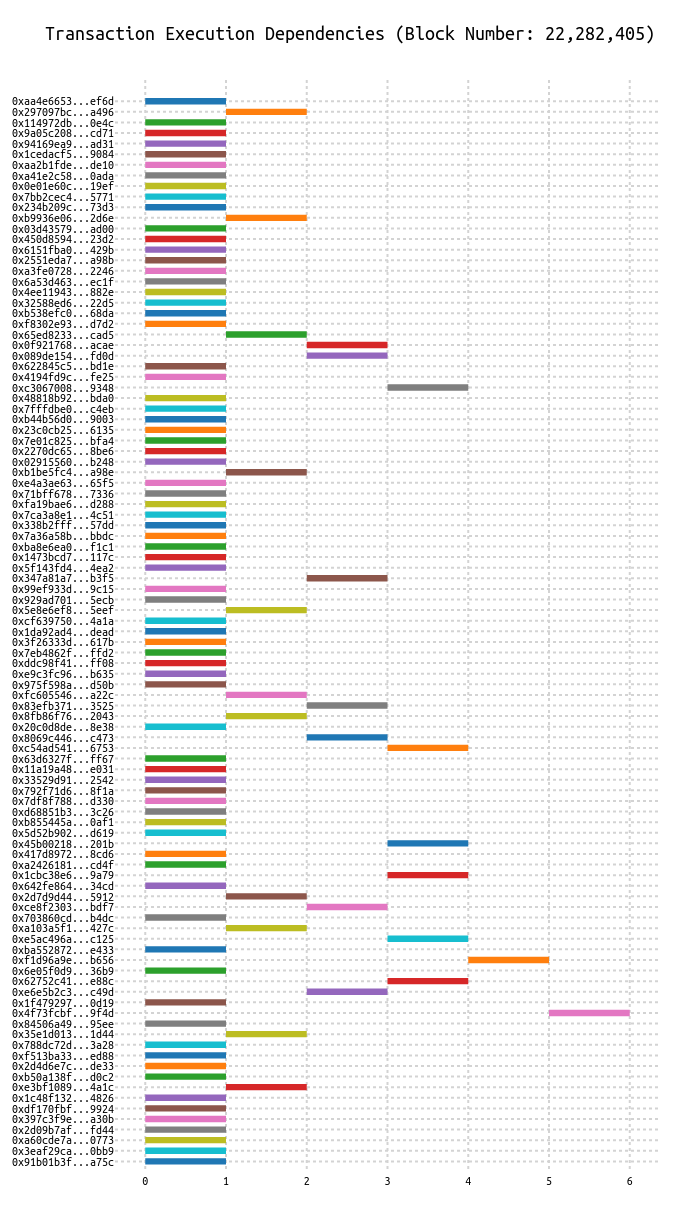 Transaction Execution Dependencies (Block Number: 22,282,405)
0xaa4e6653...ef6d
0x297097bc...a496
0x114972db...0e4c
0x9a05c208...cd71
0x94169ea9...ad31
0x1cedacf5...9084
0xaa2b1fde...de10
0xa41e2c58...0ada
0x0e01e60c...19ef
0x7bb2cec4...5771
0x234b209c...73d3
0xb9936e06...2d6e
0x03d43579...ad00
0x450d8594...23d2
0x6151fba0...429b
0x2551eda7...a98b
0xa3fe0728...2246
0x6a53d463...ec1f
0x4ee11943...882e
0x32588ed6...22d5
0xb538efc0...68da
0xf8302e93...d7d2
0x65ed8233...cad5
0x0f921768...acae
0x089de154...fd0d
0x622845c5...bd1e
0x4194fd9c...fe25
0xc3067008...9348
0x48818b92...bda0
0x7fffdbe0...c4eb
0xb44b56d0...9003
0x23c0cb25...6135
0x7e01c825...bfa4
0x2270dc65...8be6
0x02915560...b248
0xb1be5fc4...a98e
0xe4a3ae63...65f5
0x71bff678...7336
0xfa19bae6...d288
0x7ca3a8e1...4c51
0x338b2fff...57dd
0x7a36a58b...bbdc
0xba8e6ea0...f1c1
0x1473bcd7...117c
0x5f143fd4...4ea2
0x347a81a7...b3f5
0x99ef933d...9c15
0x929ad701...5ecb
0x5e8e6ef8...5eef
0xcf639750...4a1a
0x1da92ad4...dead
0x3f26333d...617b
0x7eb4862f...ffd2
0xddc98f41...ff08
0xe9c3fc96...b635
0x975f598a...d50b
0xfc605546...a22c
0x83efb371...3525
0x8fb86f76...2043
0x20c0d8de...8e38
0x8069c446...c473
0xc54ad541...6753
0x63d6327f...ff67
0x11a19a48...e031
0x33529d91...2542
0x792f71d6...8f1a
0x7df8f788...d330
0xd68851b3...3c26
0xb855445a...0af1
0x5d52b902...d619
0x45b00218...201b
0x417d8972...8cd6
0xa2426181...cd4f
0x1cbc38e6...9a79
0x642fe864...34cd
0x2d7d9d44...5912
0xce8f2303...bdf7
0x703860cd...b4dc
0xa103a5f1...427c
0xe5ac496a...c125
0xba552872...e433
0xf1d96a9e...b656
0x6e05f0d9...36b9
0x62752c41...e88c
0xe6e5b2c3...c49d
0x1f479297...0d19
0x4f73fcbf...9f4d
0x84506a49...95ee
0x35e1d013...1d44
0x788dc72d...3a28
0xf513ba33...ed88
0x2d4d6e7c...de33
0xb50a138f...d0c2
0xe3bf1089...4a1c
0x1c48f132...4826
0xdf170fbf...9924
0x397c3f9e...a30b
0x2d09b7af...fd44
0xa60cde7a...0773
0x3eaf29ca...0bb9
0x91b01b3f...a75c
0 1 2 3 4 5 6